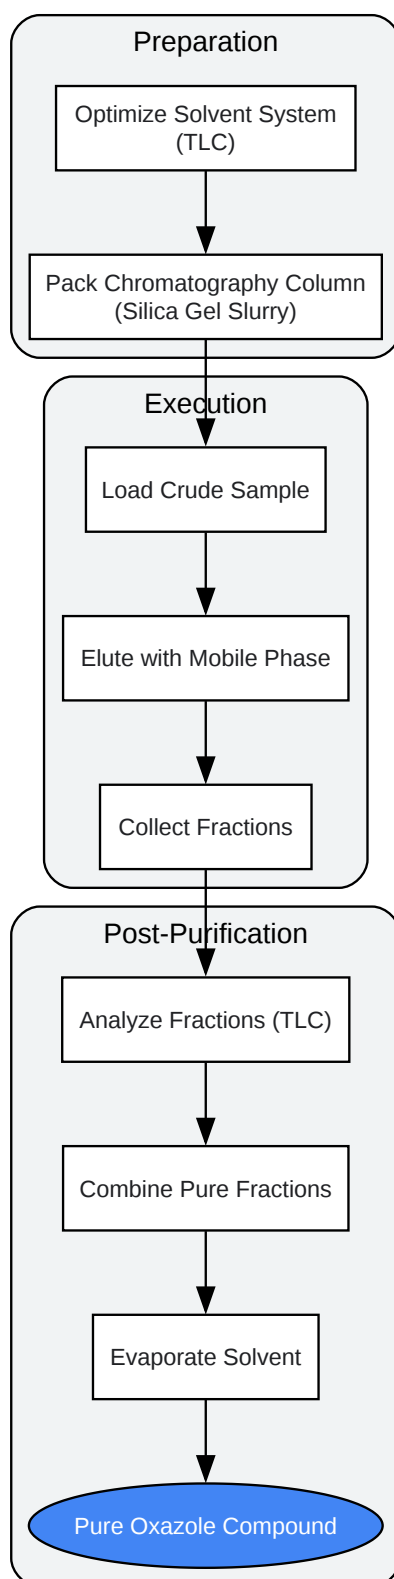 Preparation
Optimize Solvent System
(TLC)
Pack Chromatography Column
(Silica Gel Slurry)
Execution
Load Crude Sample
Elute with Mobile Phase
Collect Fractions
Post-Purification
Analyze Fractions (TLC)
Combine Pure Fractions
Evaporate Solvent
Pure Oxazole Compound